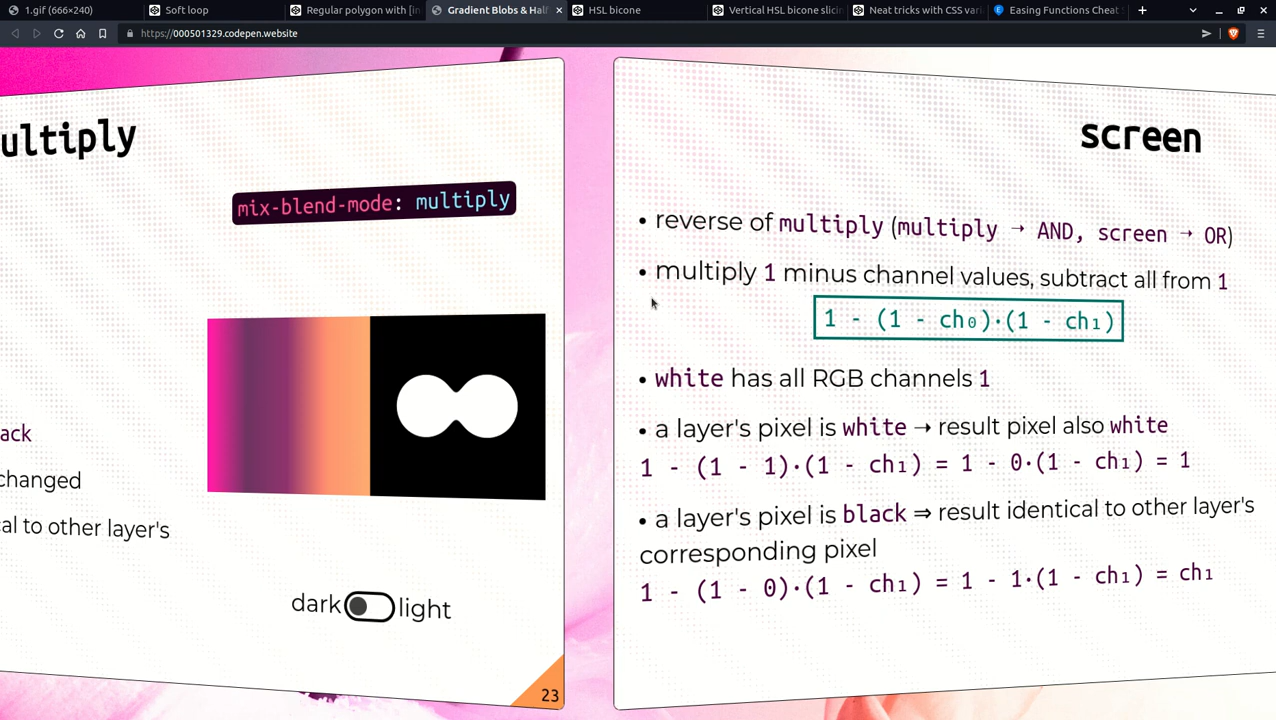 1.gif (666×240)
Soft loop
Regular polygon with [in
Gradient Blobs & Half
HSL bicone
Vertical HSL bicone slicin
Neat tricks with CSS vari
Easing Functions Cheat S
https://000501329.codepen.website
ultiply
mix-blend-mode: multiply
ack
changed
al to other layer's
dark light
23
screen
• reverse of multiply (multiply → AND, screen → OR)
• multiply 1 minus channel values, subtract all from 1
1 - (1 - ch₀)·(1 - ch₁)
• white has all RGB channels 1
• a layer's pixel is white → result pixel also white
1 - (1 - 1)·(1 - ch₁) = 1 - 0·(1 - ch₁) = 1
• a layer's pixel is black ⇒ result identical to other layer's
corresponding pixel
1 - (1 - 0)·(1 - ch₁) = 1 - 1·(1 - ch₁) = ch₁